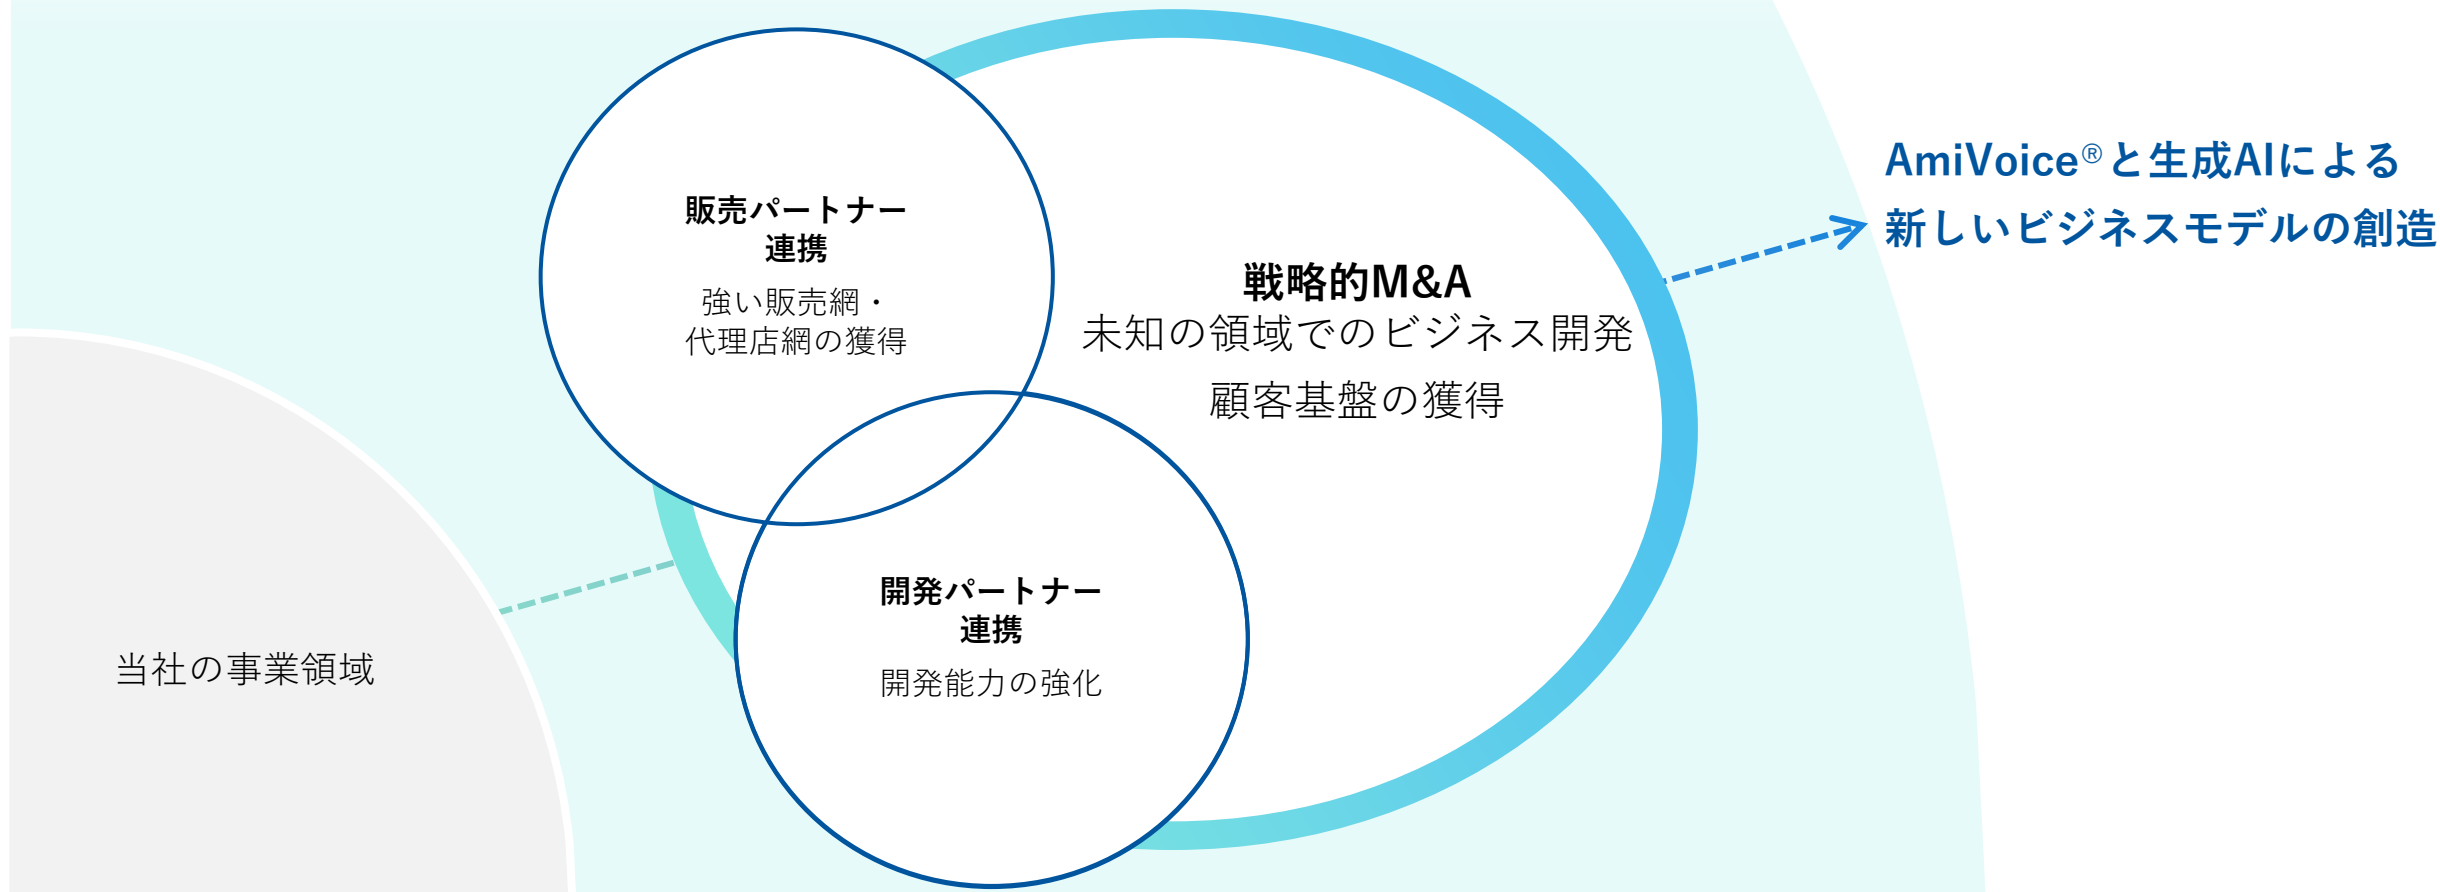 販売パートナー
連携
強い販売網・
代理店網の獲得
戦略的M&A
未知の領域でのビジネス開発
顧客基盤の獲得
AmiVoice®と生成AIによる
新しいビジネスモデルの創造
開発パートナー
連携
開発能力の強化
当社の事業領域